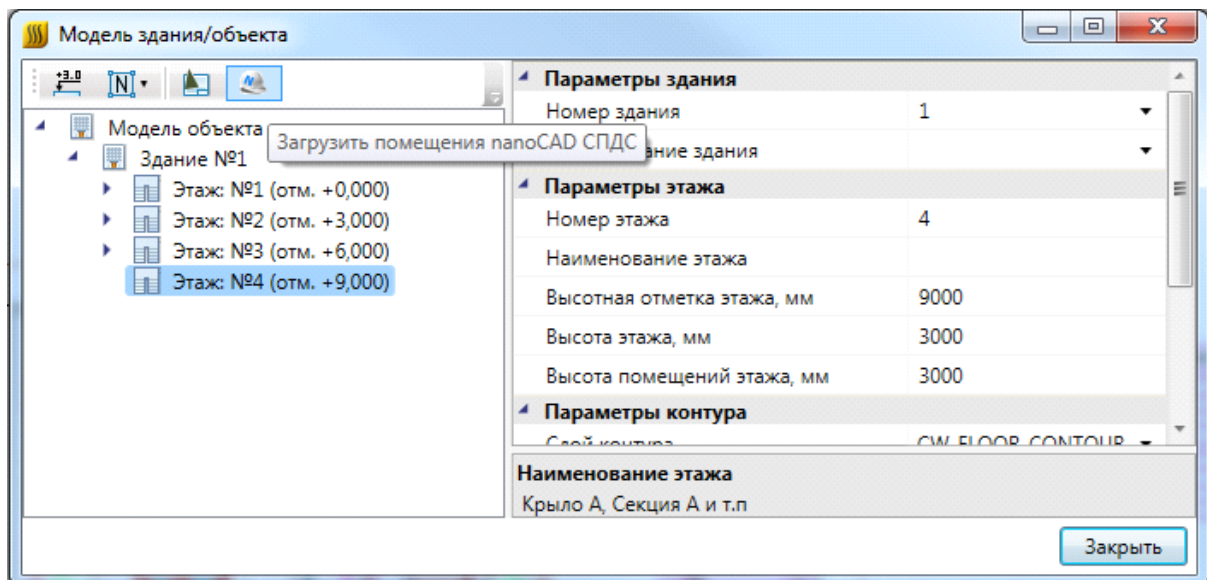 Модель здания/объекта
+3.0
N
Модель объекта
Здание №1
Этаж: №1 (отм. +0,000)
Этаж: №2 (отм. +3,000)
Этаж: №3 (отм. +6,000)
Этаж: №4 (отм. +9,000)
Загрузить помещения nanoCAD СПДС
Параметры здания
Номер здания 1
ание здания
Параметры этажа
Номер этажа 4
Наименование этажа
Высотная отметка этажа, мм 9000
Высота этажа, мм 3000
Высота помещений этажа, мм 3000
Параметры контура
Слой контура CW_FLOOR_CONTOUR
Наименование этажа
Крыло А, Секция А и т.п
Закрыть